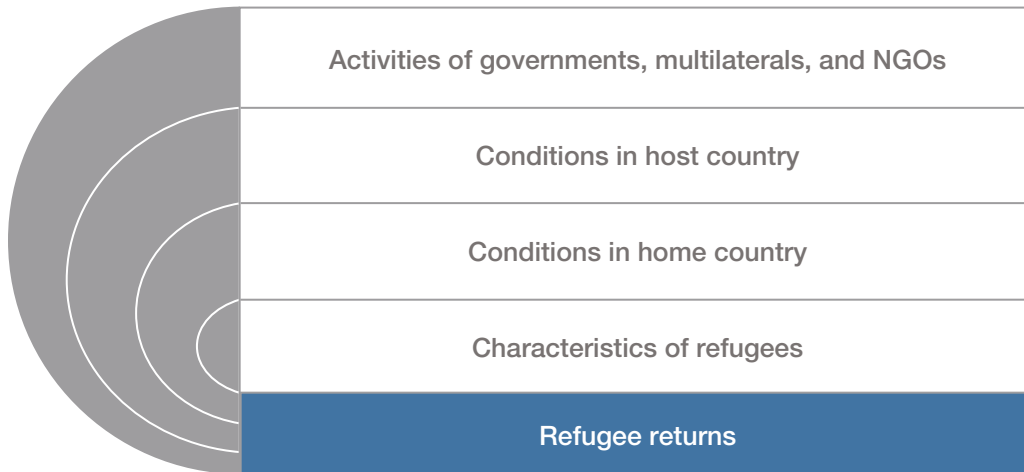 Activities of governments, multilaterals, and NGOs
Conditions in host country
Conditions in home country
Characteristics of refugees
Refugee returns